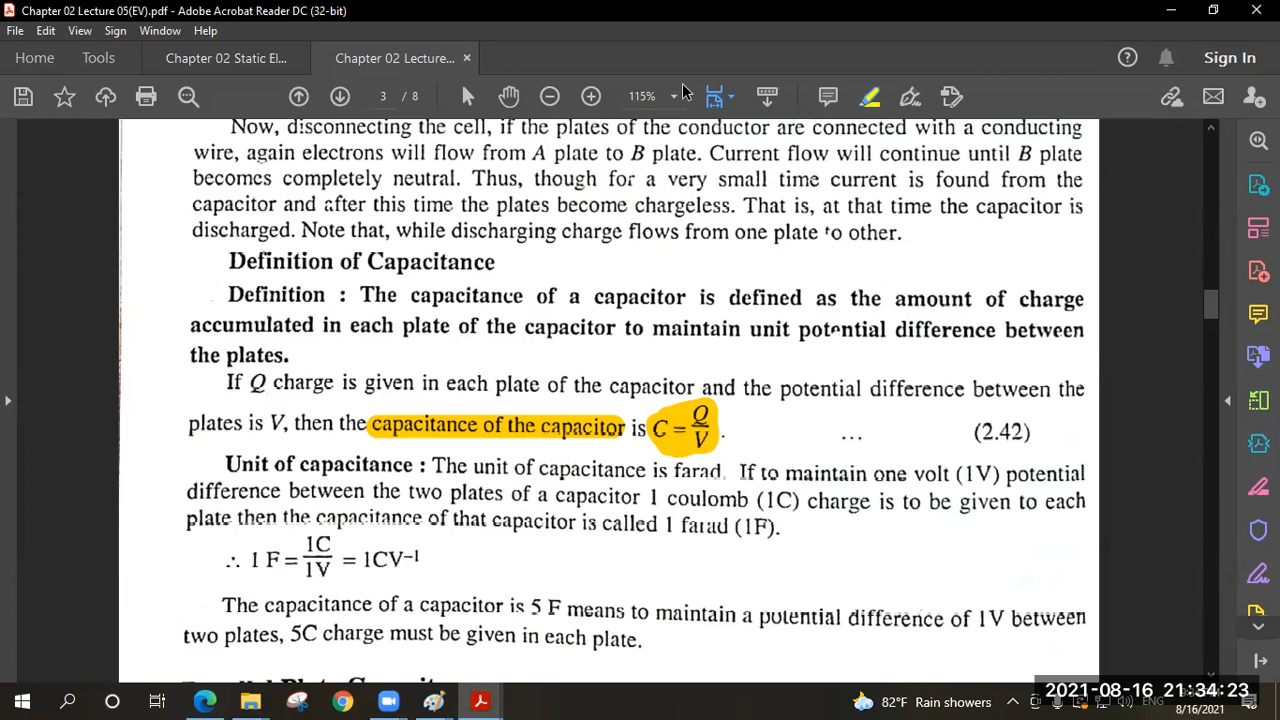 Chapter 02 Lecture 05(EV).pdf - Adobe Acrobat Reader DC (32-bit)
File Edit View Sign Window Help
Home Tools Chapter 02 Static El... Chapter 02 Lecture... × Sign In
3 / 8 115%
Now, disconnecting the cell, if the plates of the conductor are connected with a conducting
wire, again electrons will flow from A plate to B plate. Current flow will continue until B plate
becomes completely neutral. Thus, though for a very small time current is found from the
capacitor and after this time the plates become chargeless. That is, at that time the capacitor is
discharged. Note that, while discharging charge flows from one plate to other.
Definition of Capacitance
Definition : The capacitance of a capacitor is defined as the amount of charge
accumulated in each plate of the capacitor to maintain unit potential difference between
the plates.
If Q charge is given in each plate of the capacitor and the potential difference between the
plates is V, then the capacitance of the capacitor is C = Q/V . ... (2.42)
Unit of capacitance : The unit of capacitance is farad. If to maintain one volt (1V) potential
difference between the two plates of a capacitor 1 coulomb (1C) charge is to be given to each
plate then the capacitance of that capacitor is called 1 farad (1F).
∴ 1 F = 1C/1V = 1CV⁻¹
The capacitance of a capacitor is 5 F means to maintain a potential difference of 1V between
two plates, 5C charge must be given in each plate.
82°F Rain showers ENG
2021-08-16 21:34:23
8/16/2021